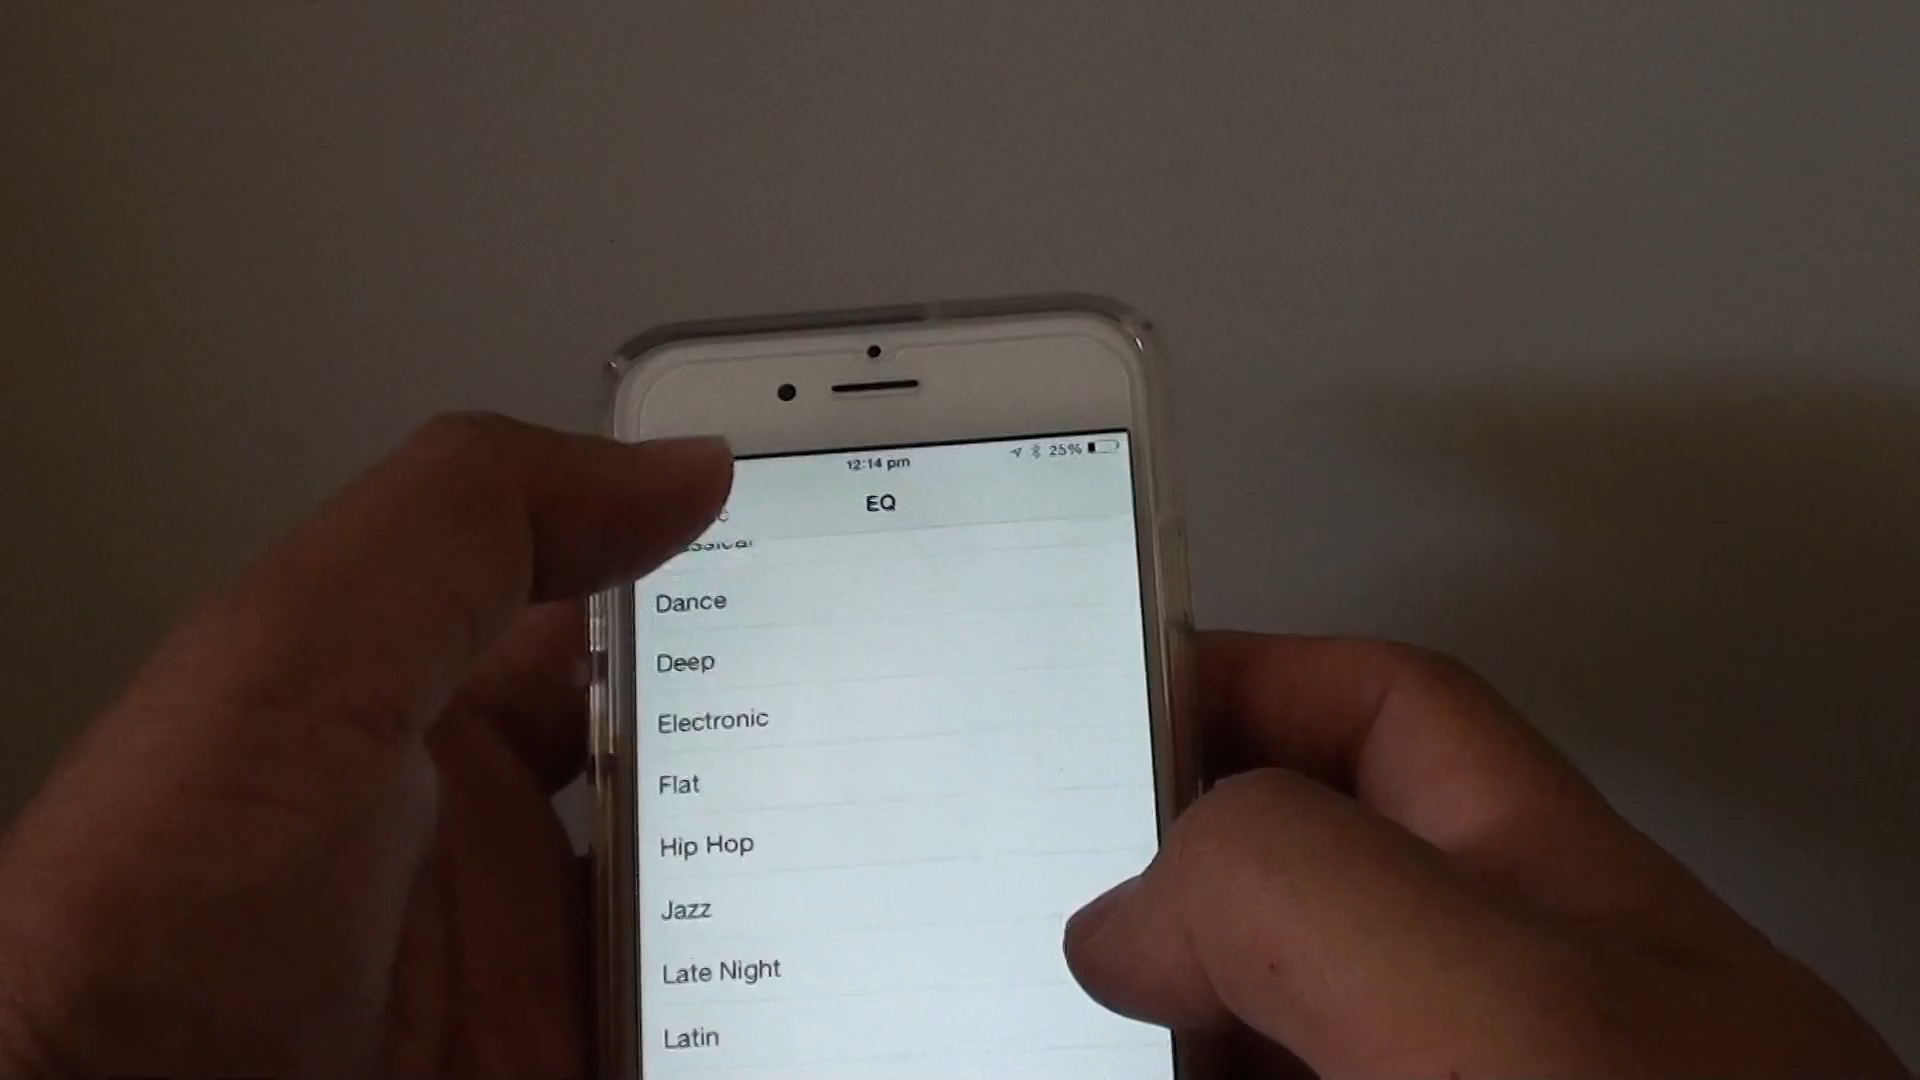 12:14 pm 25%
EQ
Dance
Deep
Electronic
Flat
Hip Hop
Jazz
Late Night
Latin